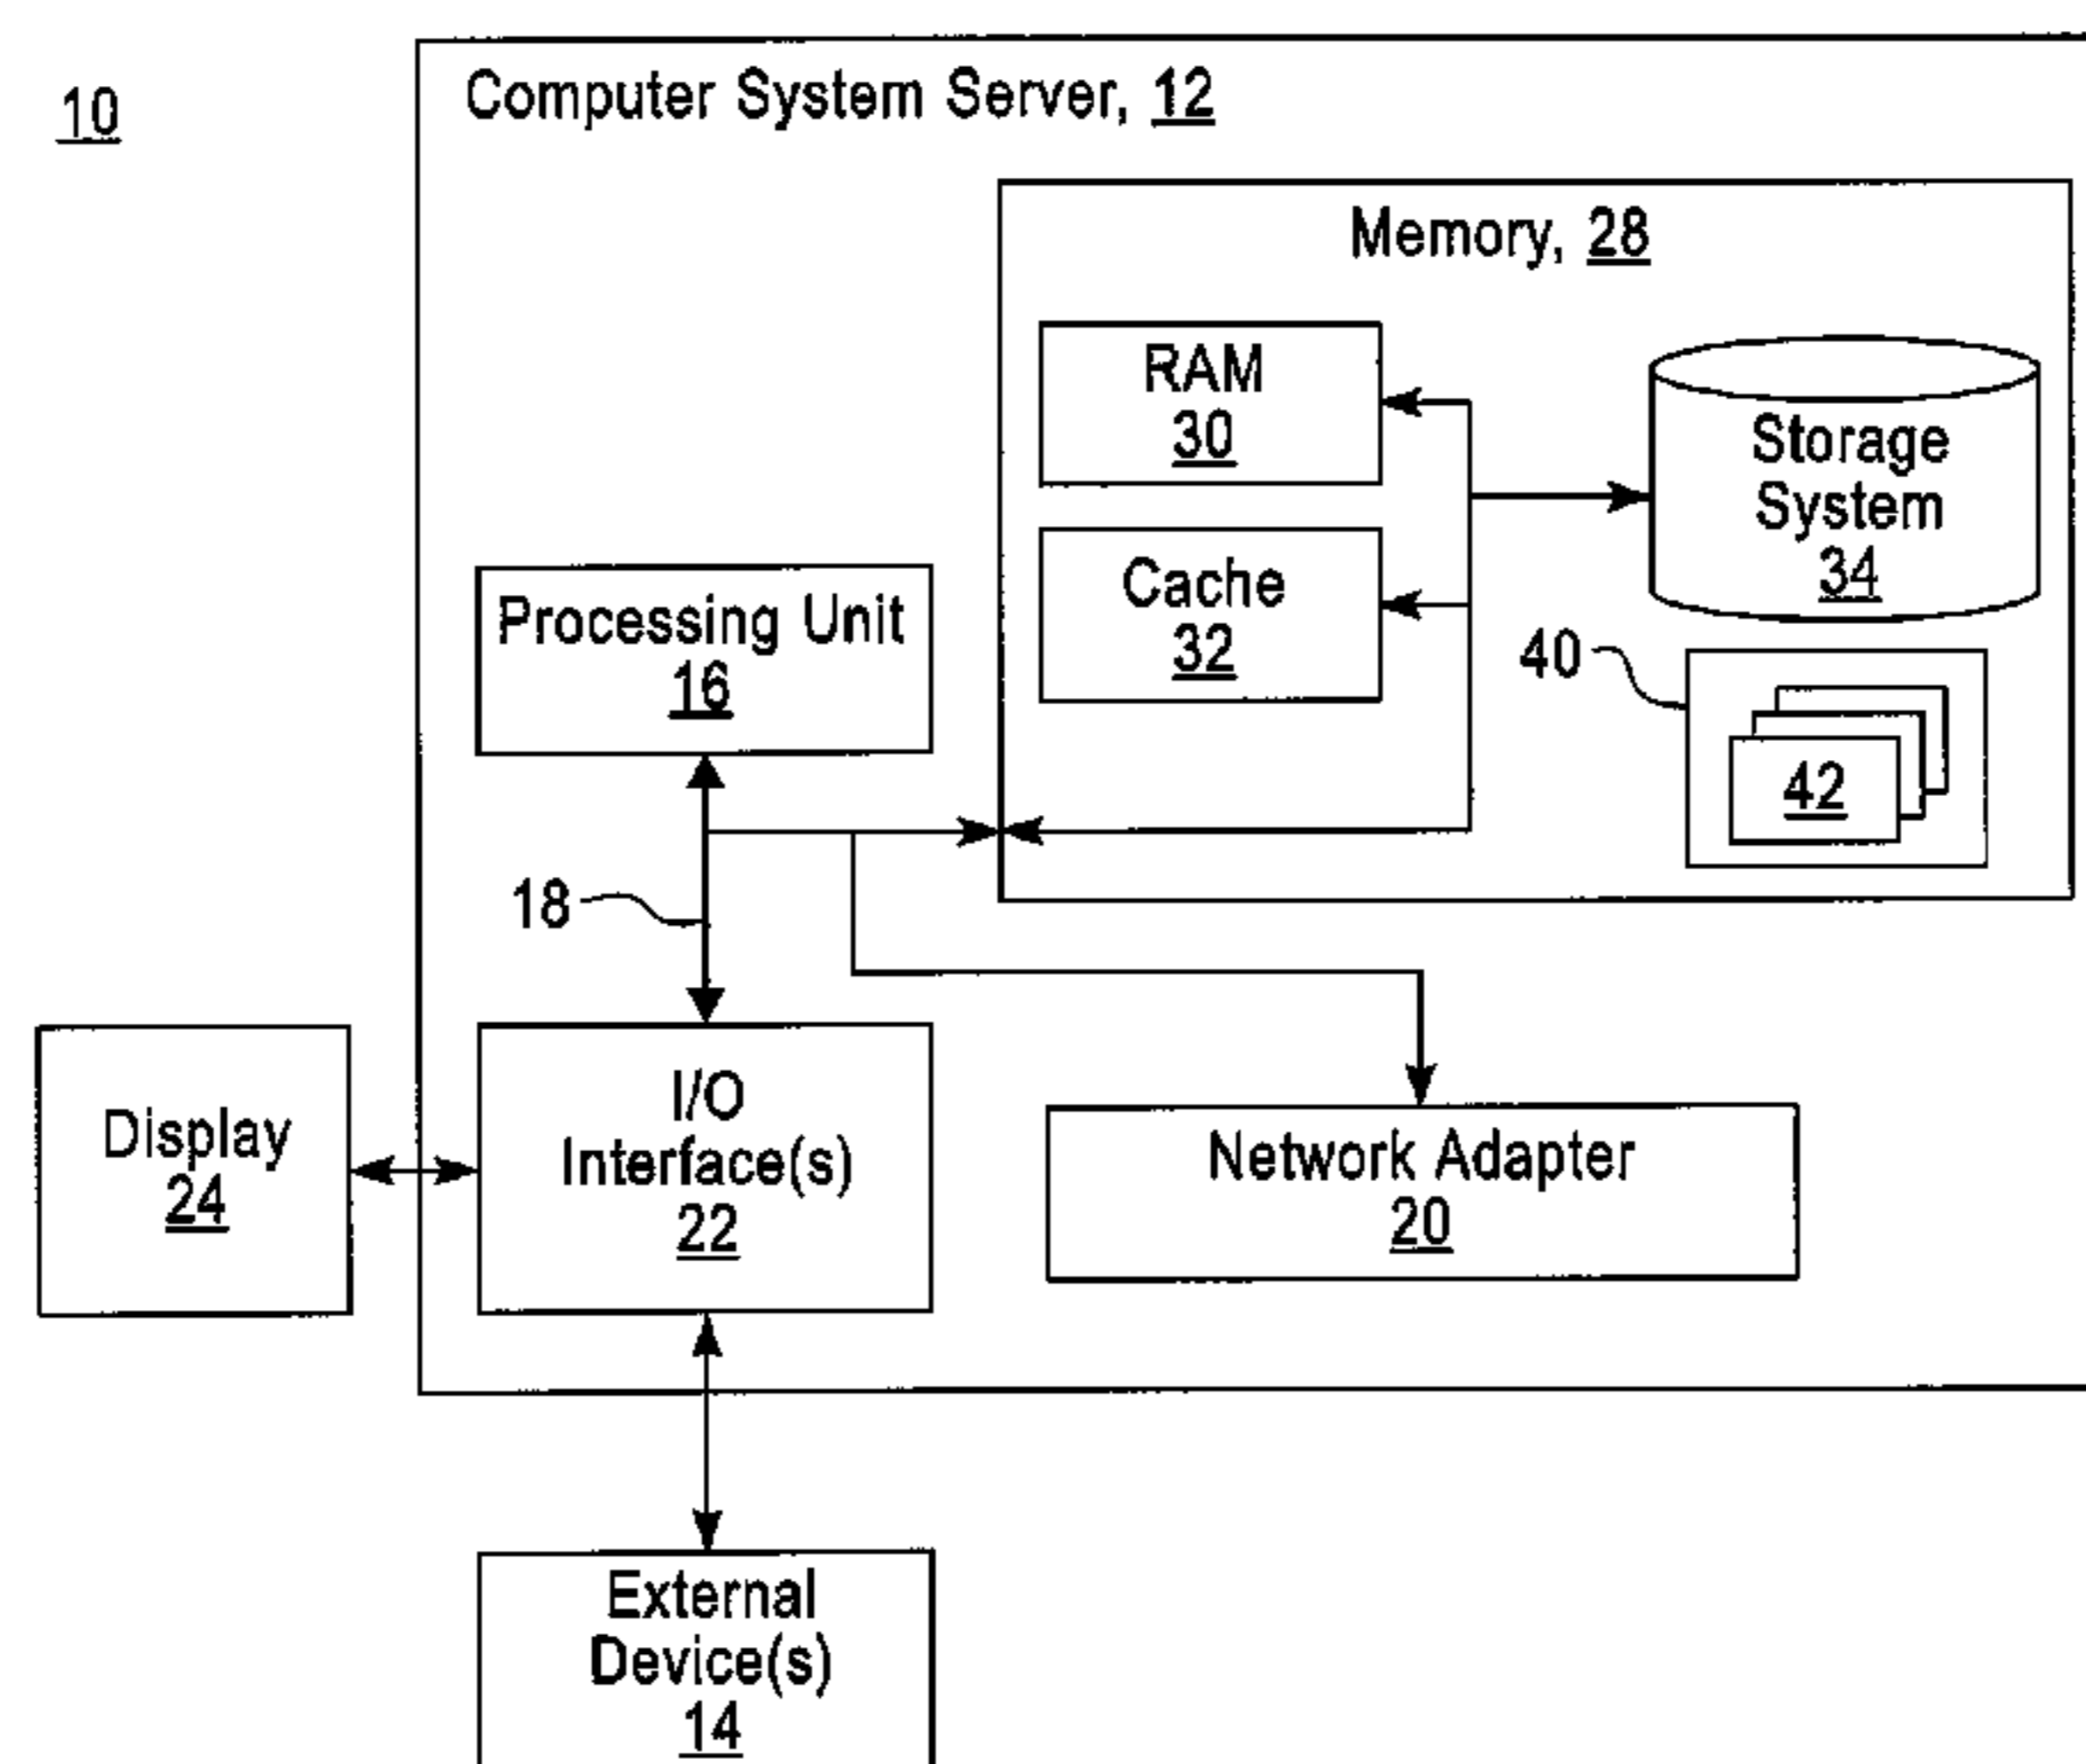 10
Computer System Server, 12
Memory, 28
RAM
30
Storage
System
34
Cache
32
Processing Unit
16
40
42
18
I/O
Interface(s)
22
Display
24
Network Adapter
20
External
Device(s)
14